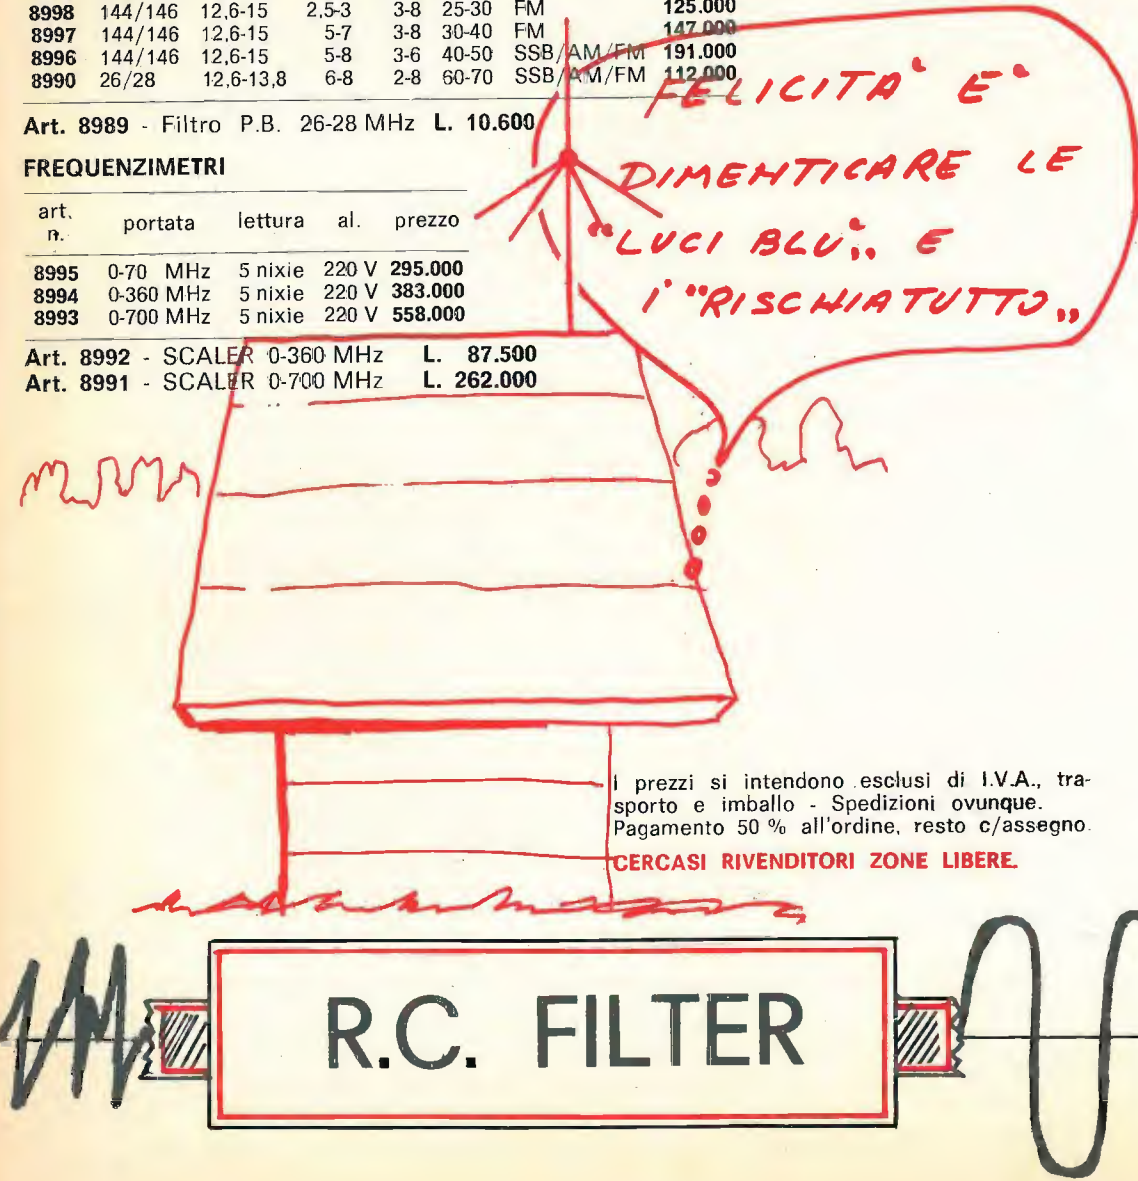 8998 144/146 12,6-15 2,5-3 3-8 25-30 FM 125.000
8997 144/146 12,6-15 5-7 3-8 30-40 FM 147.000
8996 144/146 12,6-15 5-8 3-6 40-50 SSB/AM/FM 191.000
8990 26/28 12,6-13,8 6-8 2-8 60-70 SSB/AM/FM 112.000
Art. 8989 - Filtro P.B. 26-28 MHz L. 10.600
FREQUENZIMETRI
art. n. portata lettura al. prezzo
8995 0-70 MHz 5 nixie 220 V 295.000
8994 0-360 MHz 5 nixie 220 V 383.000
8993 0-700 MHz 5 nixie 220 V 558.000
Art. 8992 - SCALER 0-360 MHz L. 87.500
Art. 8991 - SCALER 0-700 MHz L. 262.000
FELICITA' E'
DIMENTICARE LE
"LUCI BLU" E
I "RISCHIATUTTO"
I prezzi si intendono esclusi di I.V.A., tra-
sporto e imballo - Spedizioni ovunque.
Pagamento 50 % all'ordine, resto c/assegno.
CERCASI RIVENDITORI ZONE LIBERE.
R.C. FILTER